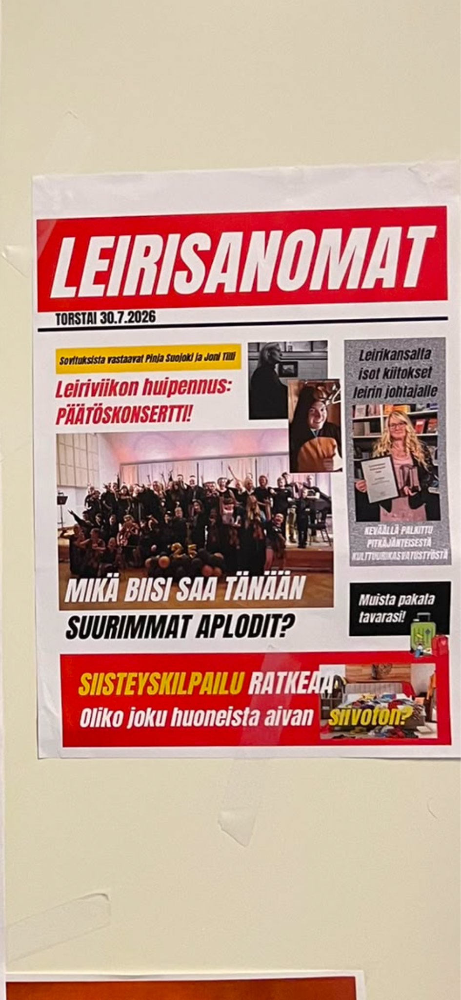 LEIRISANOMAT
TORSTAI 30.7.2026
Sovituksista vastaavat Pinja Suojoki ja Joni Tilli
Leiriviikon huipennus:
PÄÄTÖSKONSERTTI!
25
MIKÄ BIISI SAA TÄNÄÄN
SUURIMMAT APLODIT?
Leirikansalta
isot kiitokset
leirin johtajalle
KEVÄÄLLÄ PALKITTU
PITKÄJÄNTEISESTÄ
KULTTUURIKASVATUSTYÖSTÄ
Muista pakata
tavarasi!
SIISTEYSKILPAILU RATKEAA
Oliko joku huoneista aivan siivoton?